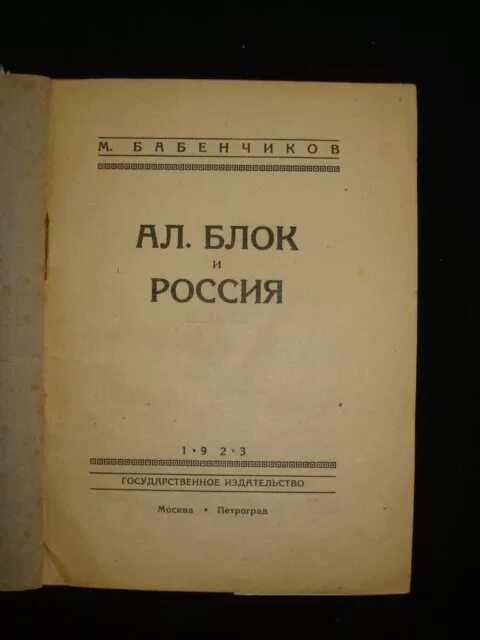 М. БАБЕНЧИКОВ
АЛ. БЛОК
и
РОССИЯ
1•9 2•3
ГОСУДАРСТВЕННОЕ ИЗДАТЕЛЬСТВО
Москва • Петроград